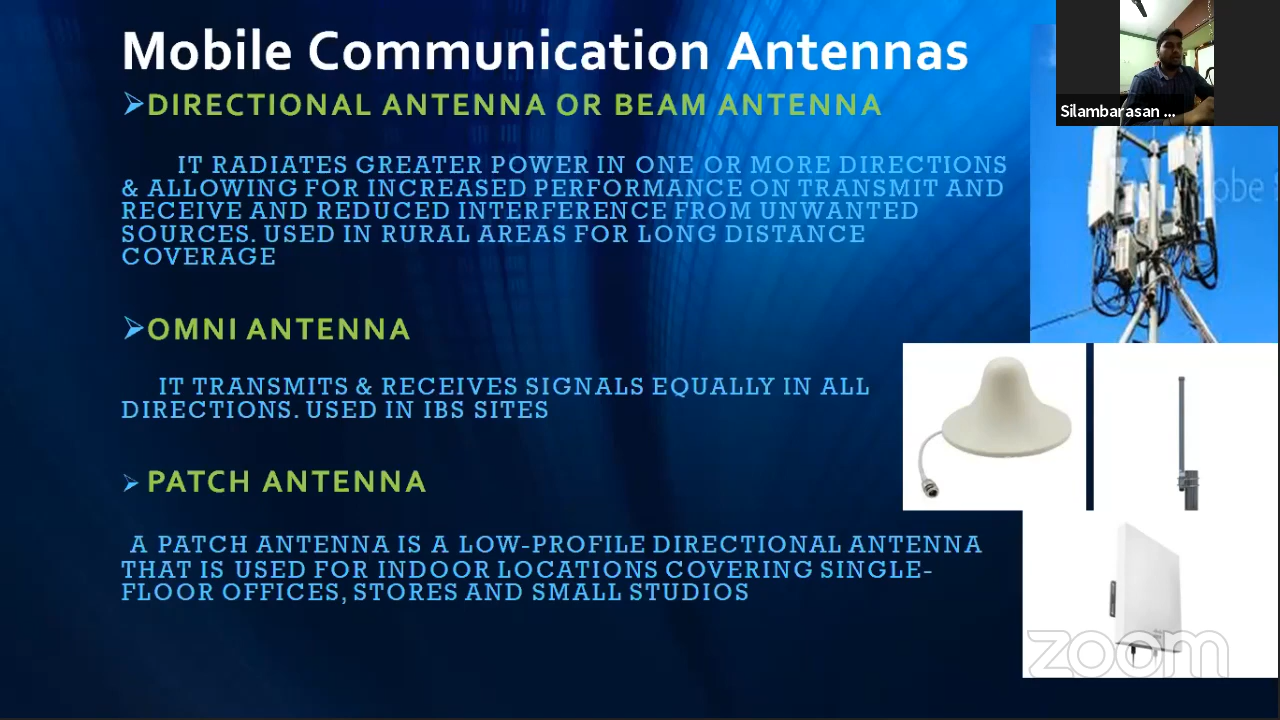 Mobile Communication Antennas
➢DIRECTIONAL ANTENNA OR BEAM ANTENNA
IT RADIATES GREATER POWER IN ONE OR MORE DIRECTIONS
& ALLOWING FOR INCREASED PERFORMANCE ON TRANSMIT AND
RECEIVE AND REDUCED INTERFERENCE FROM UNWANTED
SOURCES. USED IN RURAL AREAS FOR LONG DISTANCE
COVERAGE
➢OMNI ANTENNA
IT TRANSMITS & RECEIVES SIGNALS EQUALLY IN ALL
DIRECTIONS. USED IN IBS SITES
➢ PATCH ANTENNA
A PATCH ANTENNA IS A LOW-PROFILE DIRECTIONAL ANTENNA
THAT IS USED FOR INDOOR LOCATIONS COVERING SINGLE-
FLOOR OFFICES, STORES AND SMALL STUDIOS
Silambarasan ...
zoom